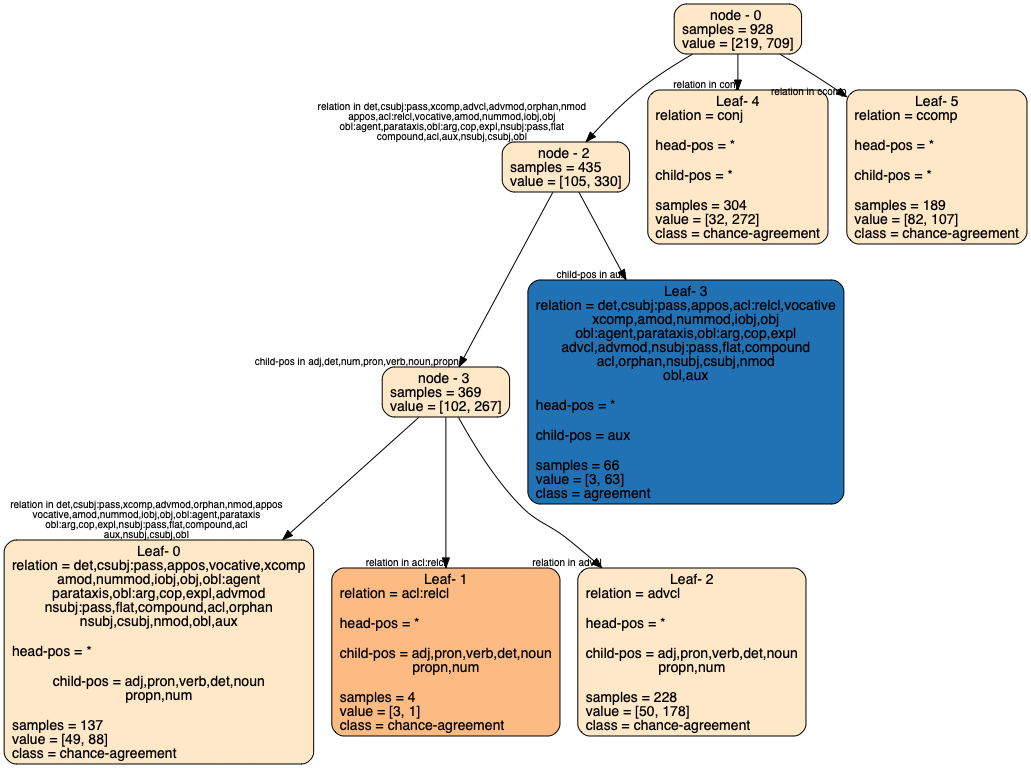 node - 0
samples = 928
value = [219, 709]
relation in conj
relation in ccomp
relation in det,csubj:pass,xcomp,advcl,advmod,orphan,nmod
appos,acl:relcl,vocative,amod,nummod,iobj,obj
obl:agent,parataxis,obl:arg,cop,expl,nsubj:pass,flat
compound,acl,aux,nsubj,csubj,obl
Leaf- 4
relation = conj
head-pos = *
child-pos = *
samples = 304
value = [32, 272]
class = chance-agreement
Leaf- 5
relation = ccomp
head-pos = *
child-pos = *
samples = 189
value = [82, 107]
class = chance-agreement
node - 2
samples = 435
value = [105, 330]
child-pos in aux
Leaf- 3
relation = det,csubj:pass,appos,acl:relcl,vocative
xcomp,amod,nummod,iobj,obj
obl:agent,parataxis,obl:arg,cop,expl
advcl,advmod,nsubj:pass,flat,compound
acl,orphan,nsubj,csubj,nmod
obl,aux
head-pos = *
child-pos = aux
samples = 66
value = [3, 63]
class = agreement
child-pos in adj,det,num,pron,verb,noun,propn
node - 3
samples = 369
value = [102, 267]
relation in det,csubj:pass,xcomp,advmod,orphan,nmod,appos
vocative,amod,nummod,iobj,obj,obl:agent,parataxis
obl:arg,cop,expl,nsubj:pass,flat,compound,acl
aux,nsubj,csubj,obl
Leaf- 0
relation = det,csubj:pass,appos,vocative,xcomp
amod,nummod,iobj,obj,obl:agent
parataxis,obl:arg,cop,expl,advmod
nsubj:pass,flat,compound,acl,orphan
nsubj,csubj,nmod,obl,aux
head-pos = *
child-pos = adj,pron,verb,det,noun
propn,num
samples = 137
value = [49, 88]
class = chance-agreement
relation in acl:relcl
Leaf- 1
relation = acl:relcl
head-pos = *
child-pos = adj,pron,verb,det,noun
propn,num
samples = 4
value = [3, 1]
class = chance-agreement
relation in advcl
Leaf- 2
relation = advcl
head-pos = *
child-pos = adj,pron,verb,det,noun
propn,num
samples = 228
value = [50, 178]
class = chance-agreement